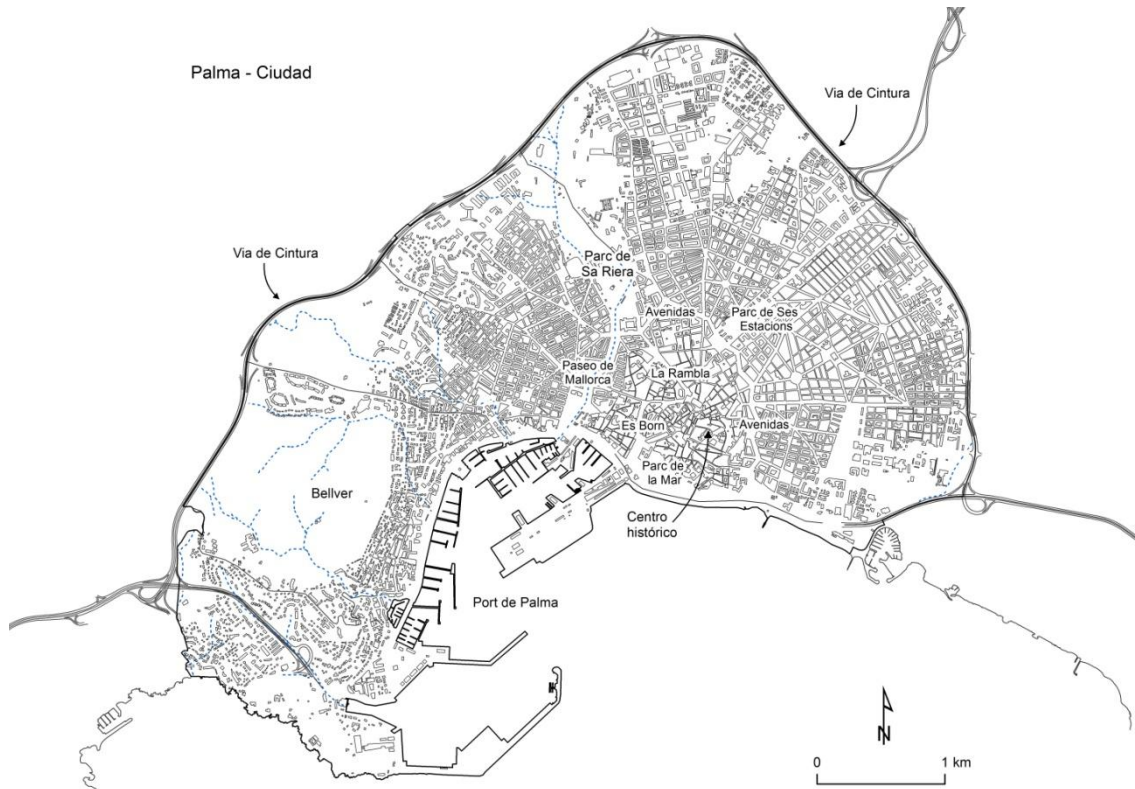 Palma - Ciudad
Via de Cintura
Via de Cintura
Parc de
Sa Riera
Avenidas
Parc de Ses
Estacions
Paseo de
Mallorca
La Rambla
Es Born
Avenidas
Parc de
la Mar
Bellver
Centro
histórico
Port de Palma
N
0
1 km